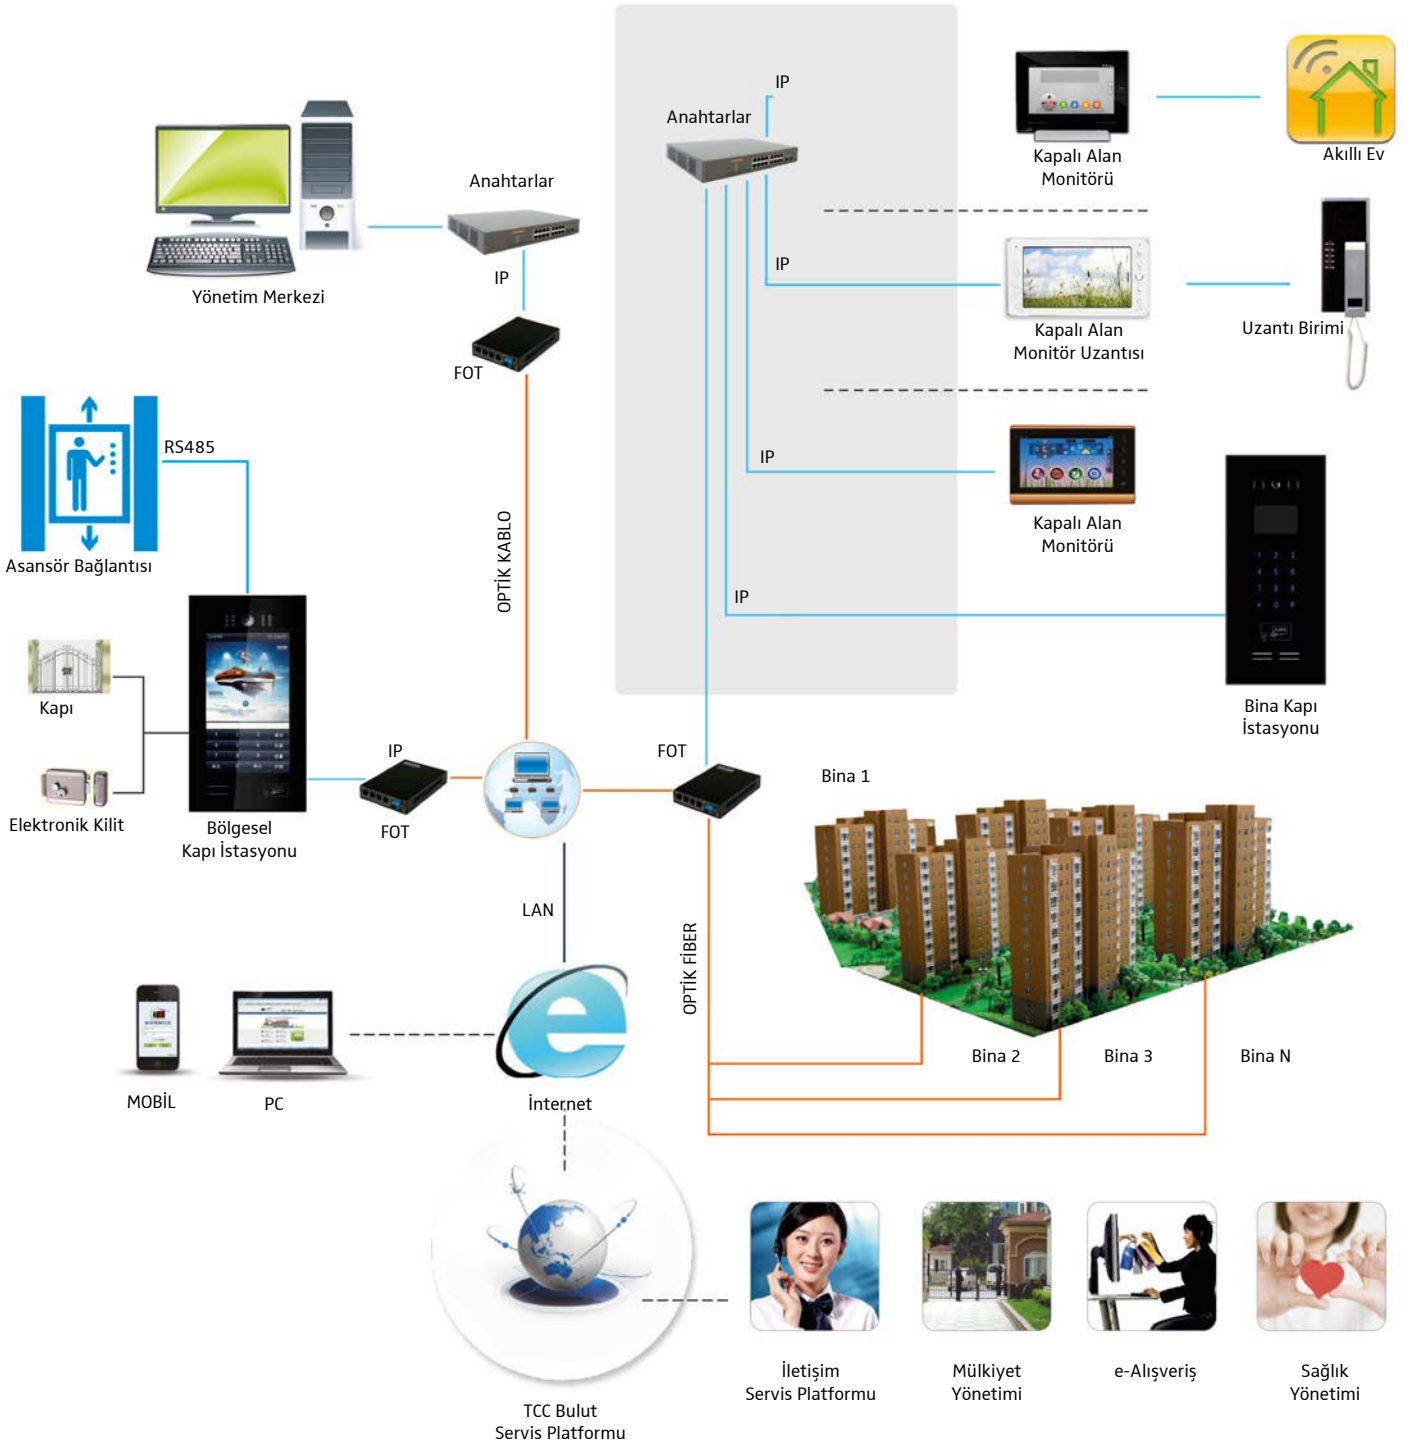 IP
Anahtarlar
Kapalı Alan
Monitörü
Akıllı Ev
Anahtarlar
IP
Yönetim Merkezi
FOT
IP
Kapalı Alan
Monitör Uzantısı
Uzantı Birimi
RS485
Asansör Bağlantısı
OPTİK KABLO
IP
Kapalı Alan
Monitörü
IP
Bina Kapı
İstasyonu
Kapı
Elektronik Kilit
Bölgesel
Kapı İstasyonu
IP
FOT
FOT
Bina 1
LAN
OPTİK FİBER
Bina 2
Bina 3
Bina N
MOBİL
PC
İnternet
TCC Bulut
Servis Platformu
İletişim
Servis Platformu
Mülkiyet
Yönetimi
e-Alışveriş
Sağlık
Yönetimi